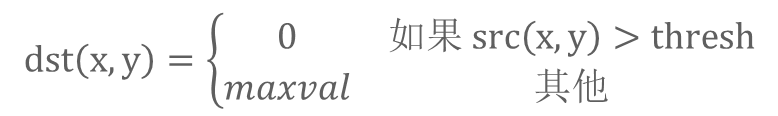 dst(x, y) = { 0 如果 src(x, y) > thresh
maxval 其他